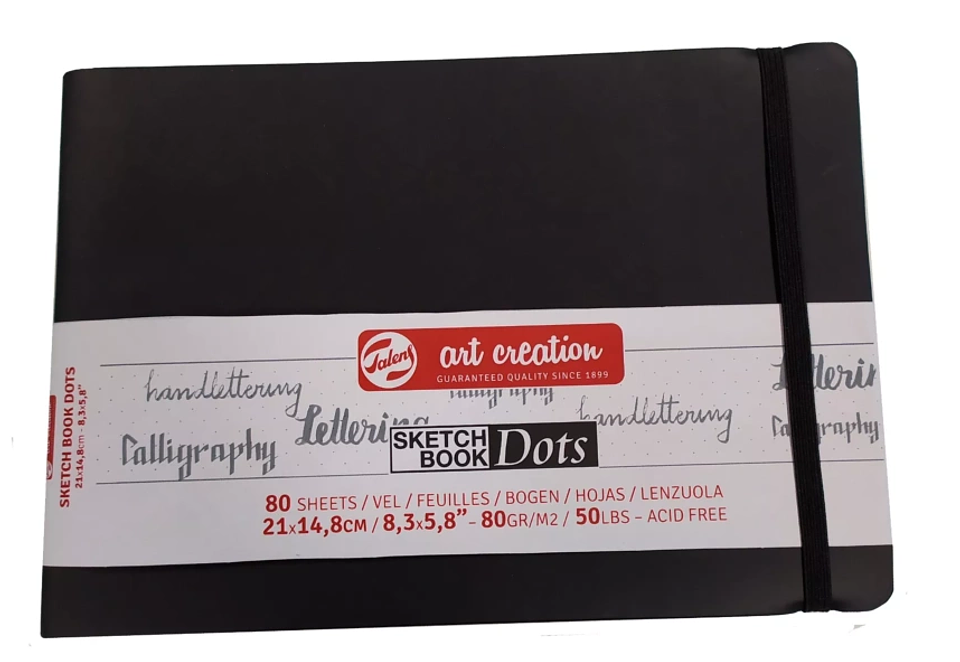 Talens
art creation
GUARANTEED QUALITY SINCE 1899
handlettering
Calligraphy
Lettering
calligraphy
handlettering
Lettering
Calligraphy
SKETCH
BOOK
Dots
80 SHEETS / VEL / FEUILLES / BOGEN / HOJAS / LENZUOLA
21x14,8CM / 8,3x5,8” – 80GR/M2 / 50LBS – ACID FREE
SKETCH BOOK DOTS
21x14,8cm - 8,3x5,8”